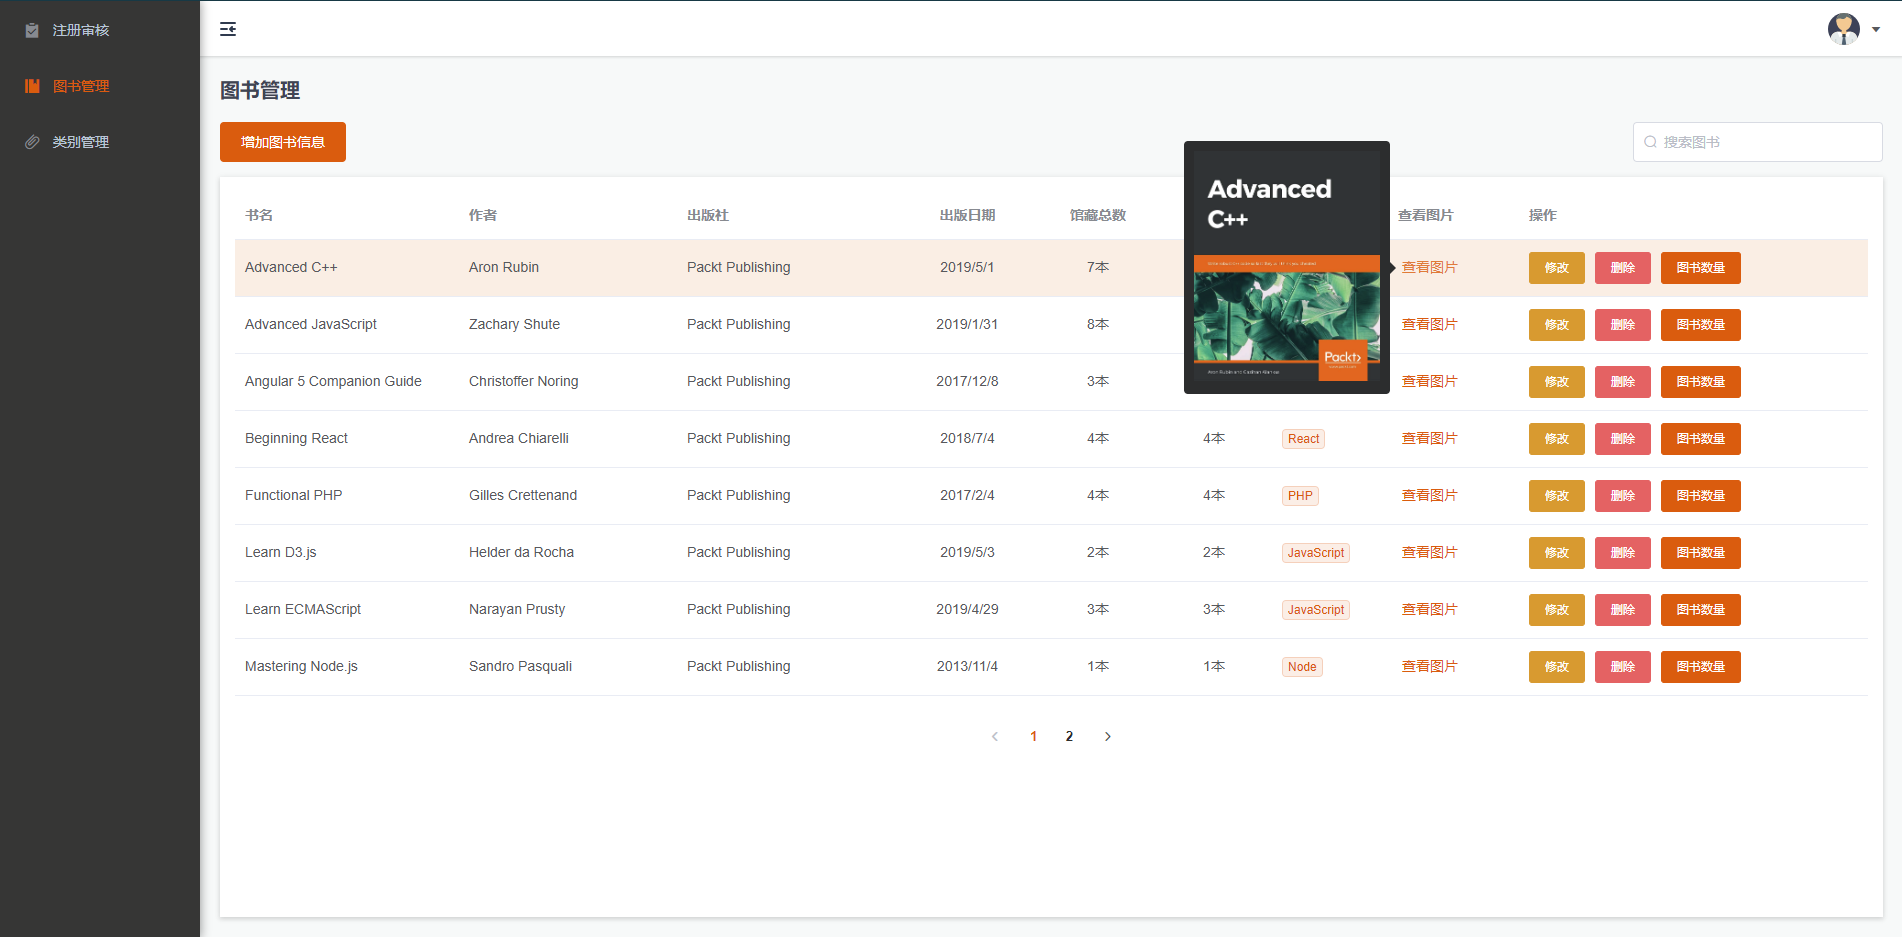 注册审核
图书管理
类别管理
图书管理
增加图书信息
搜索图书
书名 作者 出版社 出版日期 馆藏总数 查看图片 操作
Advanced C++ Aron Rubin Packt Publishing 2019/5/1 7本 查看图片 修改 删除 图书数量
Advanced JavaScript Zachary Shute Packt Publishing 2019/1/31 8本 查看图片 修改 删除 图书数量
Angular 5 Companion Guide Christoffer Noring Packt Publishing 2017/12/8 3本 查看图片 修改 删除 图书数量
Beginning React Andrea Chiarelli Packt Publishing 2018/7/4 4本 4本 React 查看图片 修改 删除 图书数量
Functional PHP Gilles Crettenand Packt Publishing 2017/2/4 4本 4本 PHP 查看图片 修改 删除 图书数量
Learn D3.js Helder da Rocha Packt Publishing 2019/5/3 2本 2本 JavaScript 查看图片 修改 删除 图书数量
Learn ECMAScript Narayan Prusty Packt Publishing 2019/4/29 3本 3本 JavaScript 查看图片 修改 删除 图书数量
Mastering Node.js Sandro Pasquali Packt Publishing 2013/11/4 1本 1本 Node 查看图片 修改 删除 图书数量
1 2
Advanced
C++
Packt>